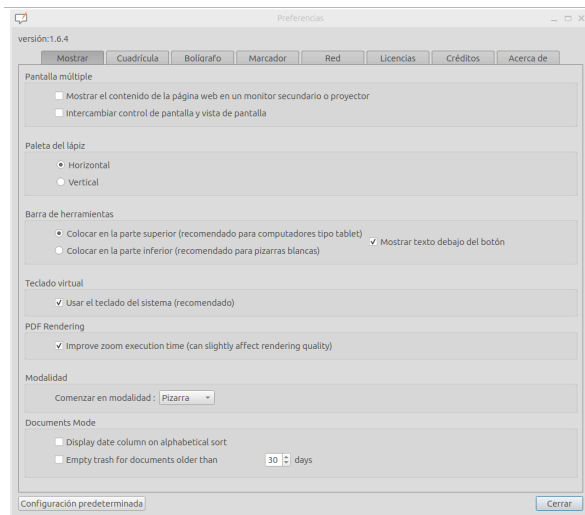 Preferencias
versión:1.6.4
Mostrar Cuadrícula Bolígrafo Marcador Red Licencias Créditos Acerca de
Pantalla múltiple
Mostrar el contenido de la página web en un monitor secundario o proyector
Intercambiar control de pantalla y vista de pantalla
Paleta del lápiz
Horizontal
Vertical
Barra de herramientas
Colocar en la parte superior (recomendado para computadores tipo tablet)
Mostrar texto debajo del botón
Colocar en la parte inferior (recomendado para pizarras blancas)
Teclado virtual
Usar el teclado del sistema (recomendado)
PDF Rendering
Improve zoom execution time (can slightly affect rendering quality)
Modalidad
Comenzar en modalidad : Pizarra
Documents Mode
Display date column on alphabetical sort
Empty trash for documents older than 30 days
Configuración predeterminada Cerrar